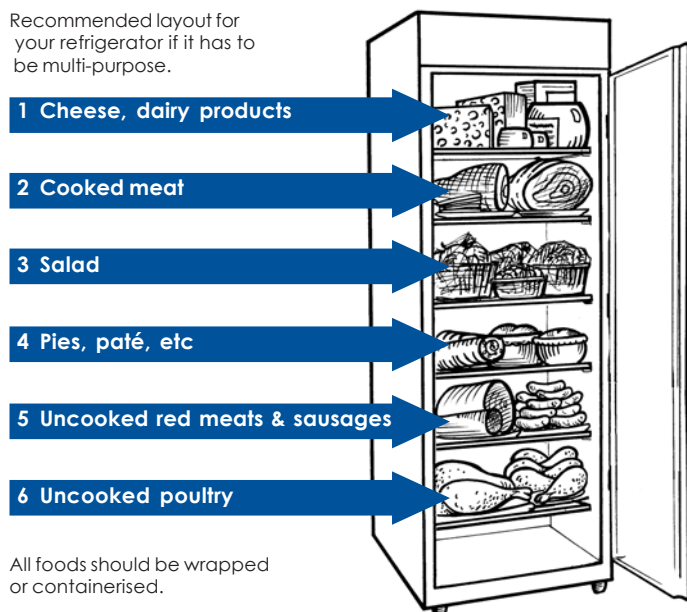 Recommended layout for
your refrigerator if it has to
be multi-purpose.
1 Cheese, dairy products
2 Cooked meat
3 Salad
4 Pies, paté, etc
5 Uncooked red meats & sausages
6 Uncooked poultry
All foods should be wrapped
or containerised.